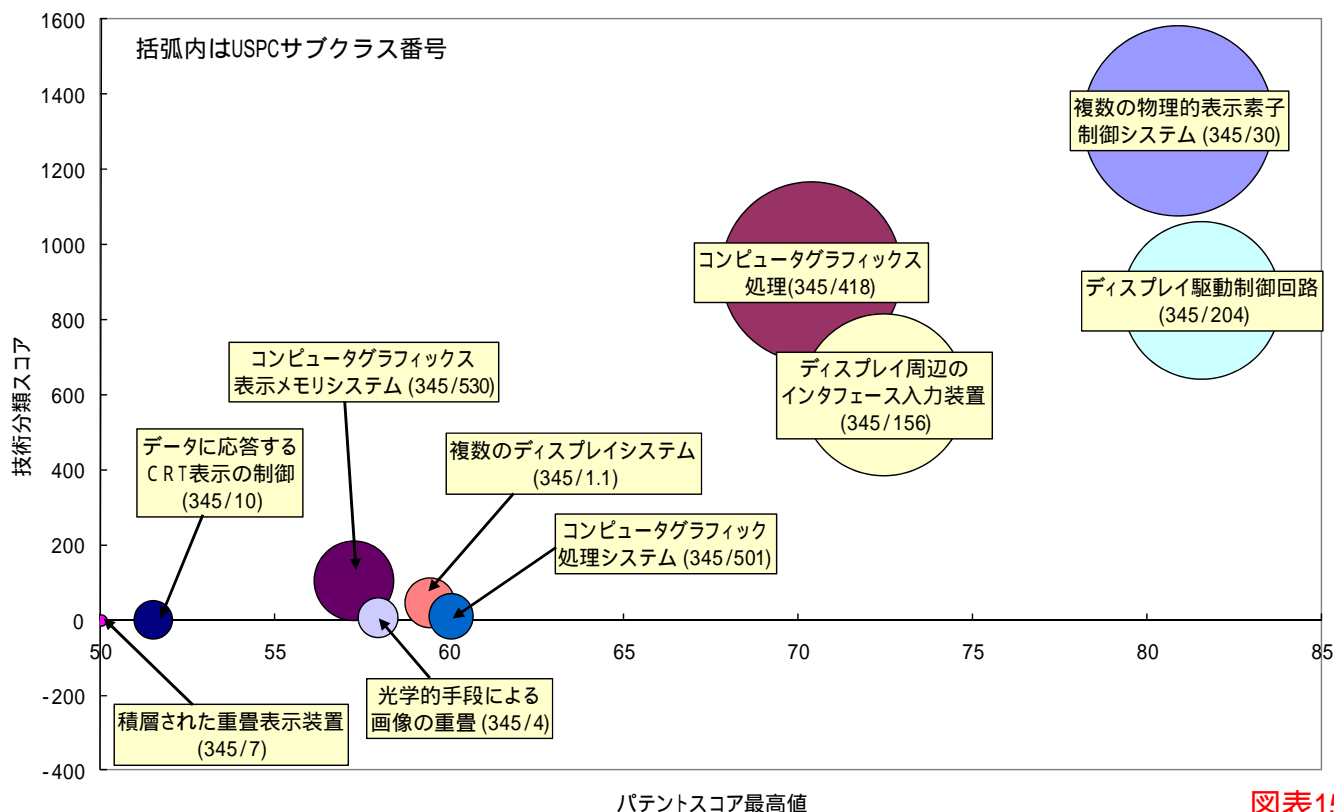 1600
1400
1200
1000
800
600
400
200
0
-200
-400
技術分類スコア
括弧内はUSPCサブクラス番号
複数の物理的表示素子
制御システム (345/30)
コンピュータグラフィックス
処理(345/418)
ディスプレイ駆動制御回路
(345/204)
コンピュータグラフィックス
表示メモリシステム (345/530)
ディスプレイ周辺の
インタフェース入力装置
(345/156)
データに応答する
CRT表示の制御
(345/10)
複数のディスプレイシステム
(345/1.1)
コンピュータグラフィック
処理システム (345/501)
50
55
60
65
70
75
80
85
積層された重畳表示装置
(345/7)
光学的手段による
画像の重畳 (345/4)
パテントスコア最高値